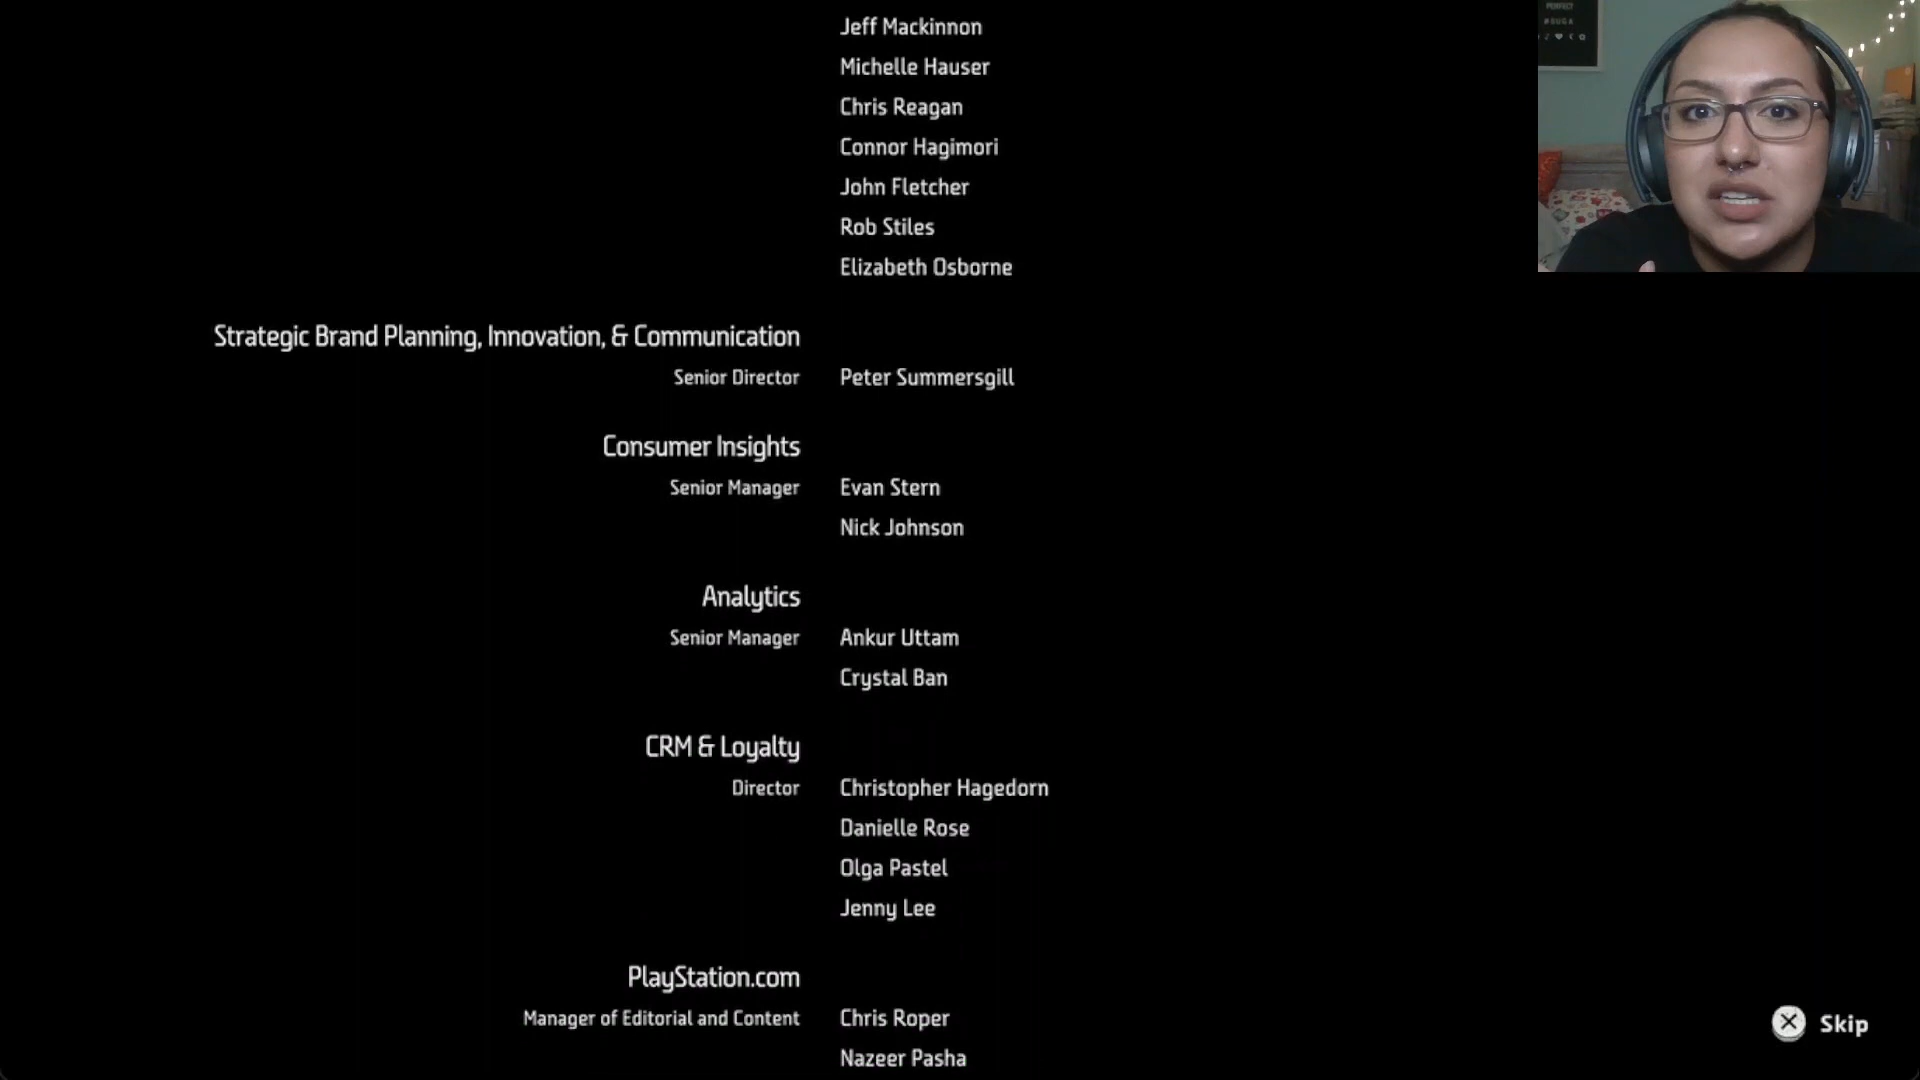 Jeff Mackinnon
Michelle Hauser
Chris Reagan
Connor Hagimori
John Fletcher
Rob Stiles
Elizabeth Osborne
Strategic Brand Planning, Innovation, & Communication
Senior Director Peter Summersgill
Consumer Insights
Senior Manager Evan Stern
Nick Johnson
Analytics
Senior Manager Ankur Uttam
Crystal Ban
CRM & Loyalty
Director Christopher Hagedorn
Danielle Rose
Olga Pastel
Jenny Lee
PlayStation.com
Manager of Editorial and Content Chris Roper
Nazeer Pasha
Skip
PERFECT